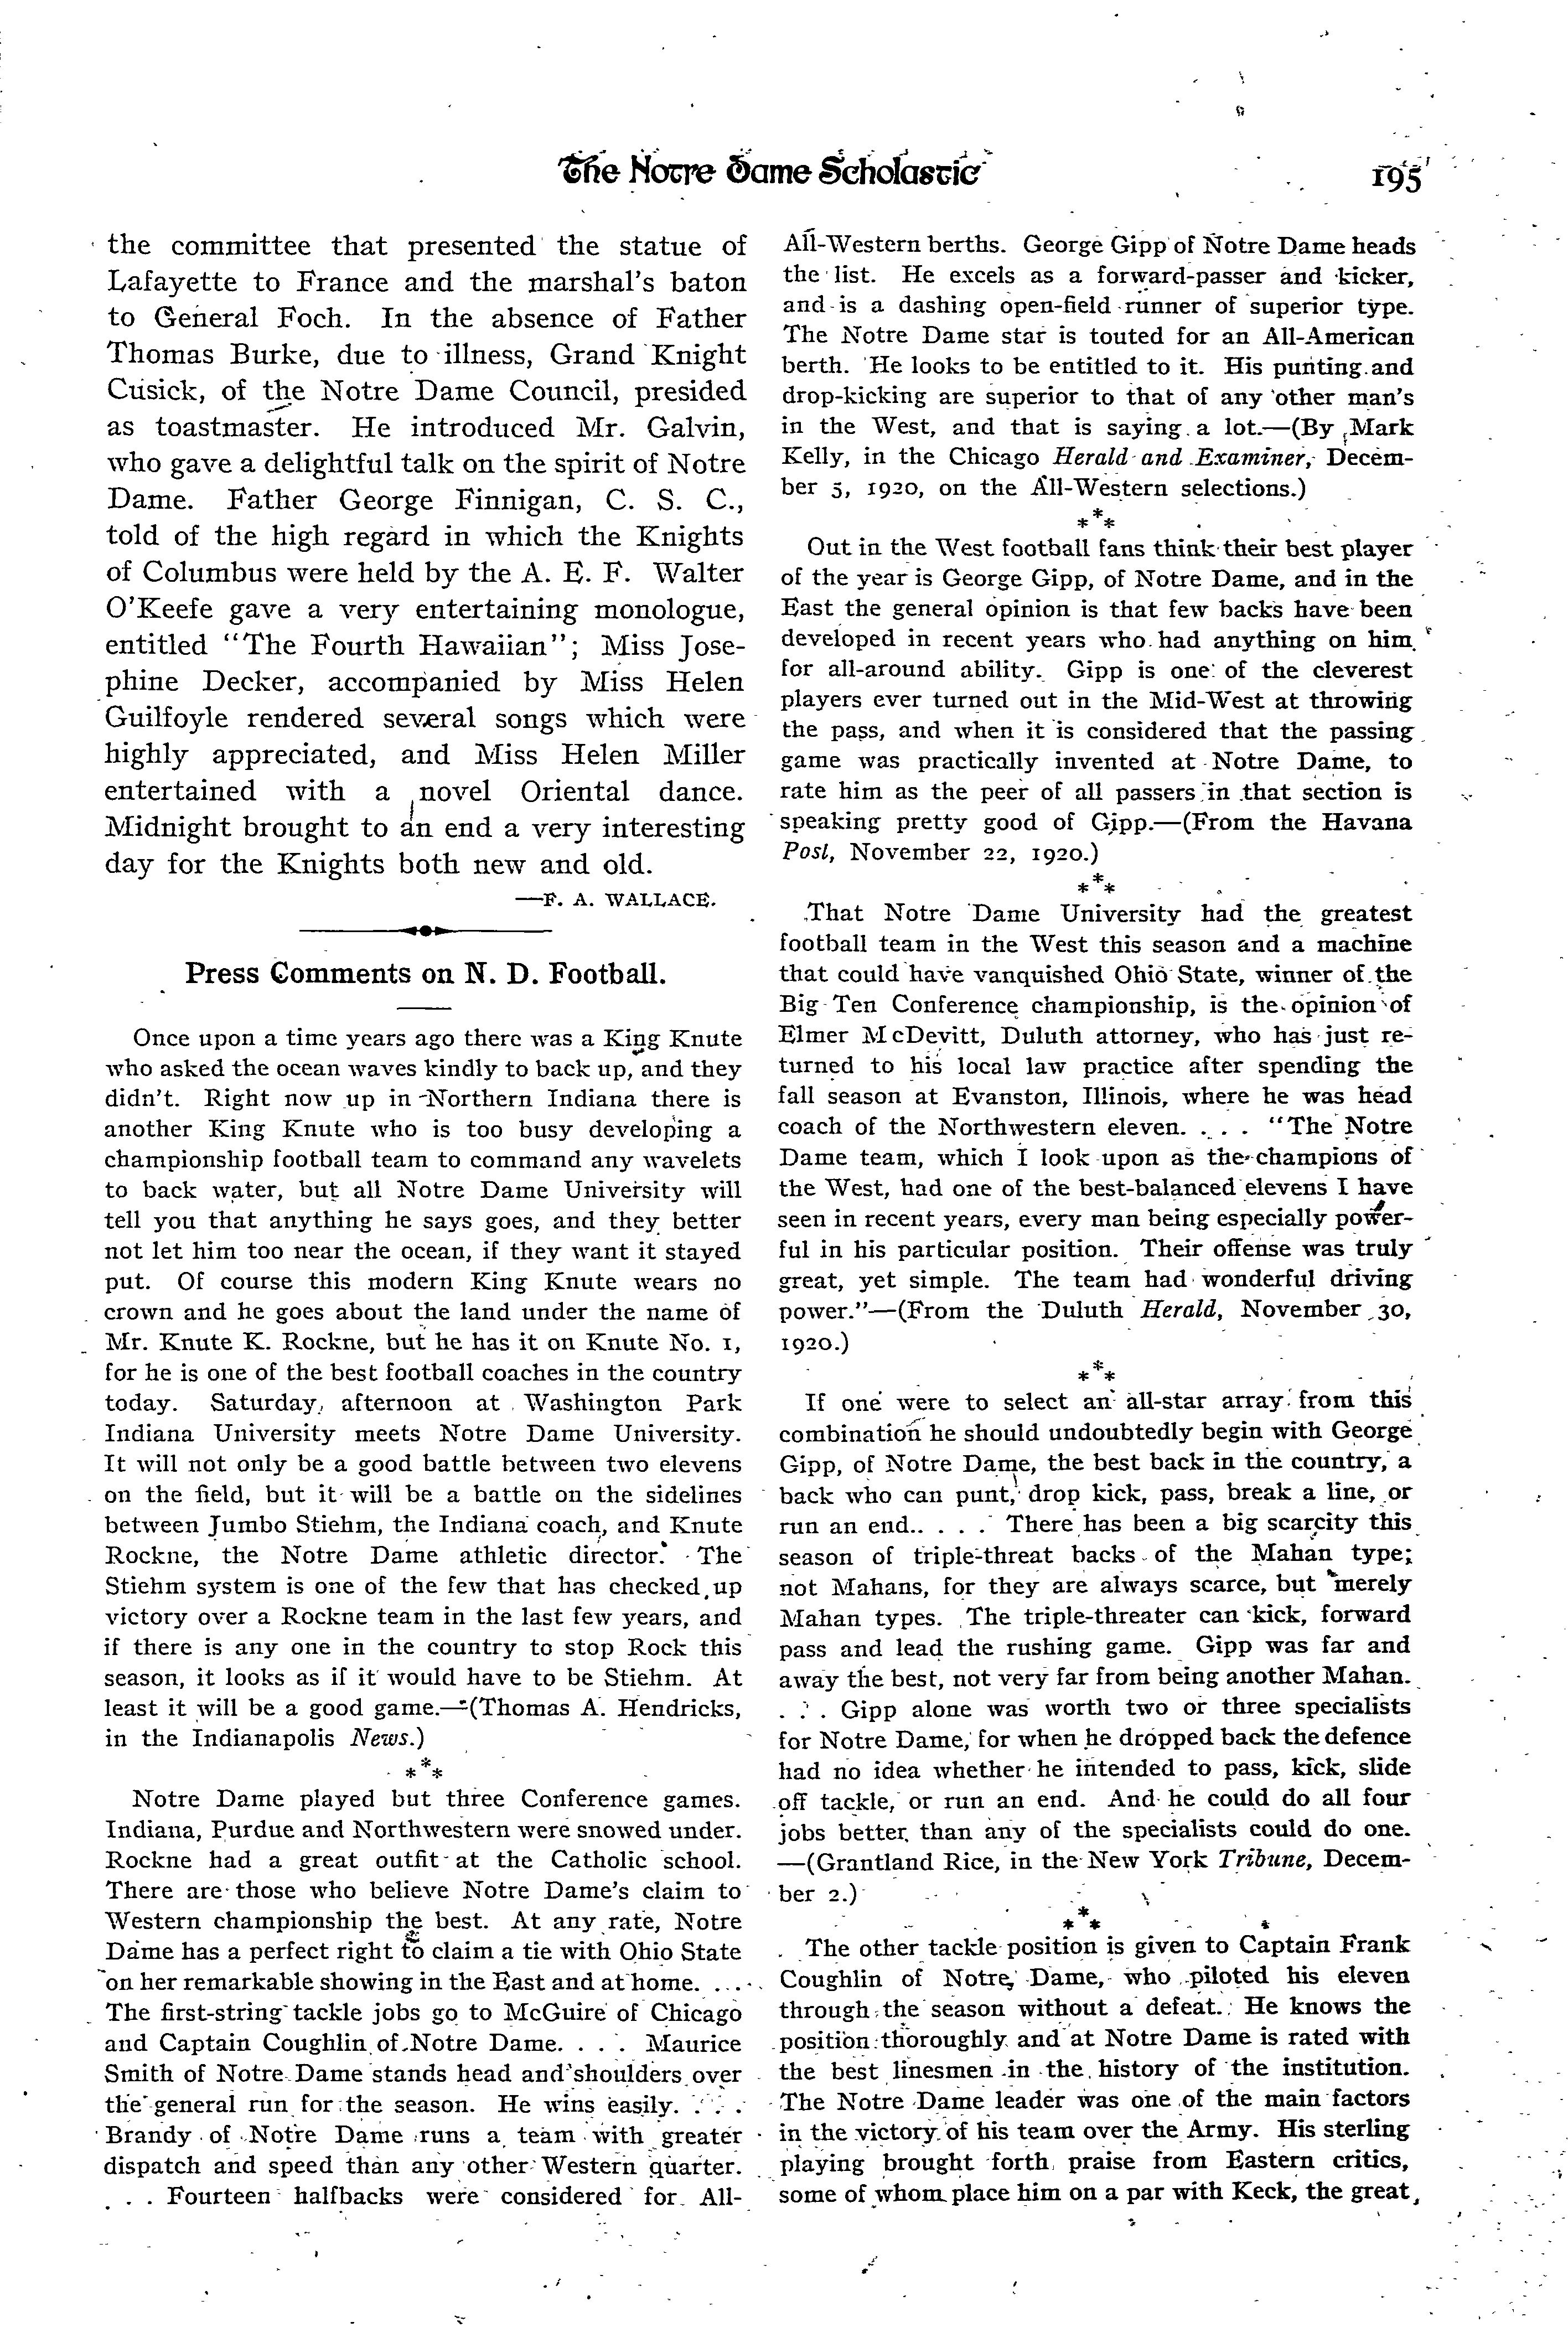 The Notre Dame Scholastic
195
the committee that presented the statue of
Lafayette to France and the marshal's baton
to General Foch. In the absence of Father
Thomas Burke, due to illness, Grand Knight
Cusick, of the Notre Dame Council, presided
as toastmaster. He introduced Mr. Galvin,
who gave a delightful talk on the spirit of Notre
Dame. Father George Finnigan, C. S. C.,
told of the high regard in which the Knights
of Columbus were held by the A. E. F. Walter
O'Keefe gave a very entertaining monologue,
entitled "The Fourth Hawaiian"; Miss Jose-
phine Decker, accompanied by Miss Helen
Guilfoyle rendered several songs which were
highly appreciated, and Miss Helen Miller
entertained with a novel Oriental dance.
Midnight brought to an end a very interesting
day for the Knights both new and old.
—F. A. WALLACE.
Press Comments on N. D. Football.
Once upon a time years ago there was a King Knute
who asked the ocean waves kindly to back up, and they
didn't. Right now up in Northern Indiana there is
another King Knute who is too busy developing a
championship football team to command any wavelets
to back water, but all Notre Dame University will
tell you that anything he says goes, and they better
not let him too near the ocean, if they want it stayed
put. Of course this modern King Knute wears no
crown and he goes about the land under the name of
Mr. Knute K. Rockne, but he has it on Knute No. 1,
for he is one of the best football coaches in the country
today. Saturday afternoon at Washington Park
Indiana University meets Notre Dame University.
It will not only be a good battle between two elevens
on the field, but it will be a battle on the sidelines
between Jumbo Stiehm, the Indiana coach, and Knute
Rockne, the Notre Dame athletic director. The
Stiehm system is one of the few that has checked up
victory over a Rockne team in the last few years, and
if there is any one in the country to stop Rock this
season, it looks as if it would have to be Stiehm. At
least it will be a good game.—(Thomas A. Hendricks,
in the Indianapolis News.)
***
Notre Dame played but three Conference games.
Indiana, Purdue and Northwestern were snowed under.
Rockne had a great outfit at the Catholic school.
There are those who believe Notre Dame's claim to
Western championship the best. At any rate, Notre
Dame has a perfect right to claim a tie with Ohio State
on her remarkable showing in the East and at home. . . .
The first-string tackle jobs go to McGuire of Chicago
and Captain Coughlin of Notre Dame. . . . Maurice
Smith of Notre Dame stands head and shoulders over
the general run for the season. He wins easily. . . .
Brandy of Notre Dame runs a team with greater
dispatch and speed than any other Western quarter.
. . . Fourteen halfbacks were considered for All-
All-Western berths. George Gipp of Notre Dame heads
the list. He excels as a forward-passer and kicker,
and is a dashing open-field runner of superior type.
The Notre Dame star is touted for an All-American
berth. He looks to be entitled to it. His punting and
drop-kicking are superior to that of any other man's
in the West, and that is saying a lot.—(By Mark
Kelly, in the Chicago Herald and Examiner, Decem-
ber 5, 1920, on the All-Western selections.)
***
Out in the West football fans think their best player
of the year is George Gipp, of Notre Dame, and in the
East the general opinion is that few backs have been
developed in recent years who had anything on him
for all-around ability. Gipp is one of the cleverest
players ever turned out in the Mid-West at throwing
the pass, and when it is considered that the passing
game was practically invented at Notre Dame, to
rate him as the peer of all passers in that section is
speaking pretty good of Gipp.—(From the Havana
Post, November 22, 1920.)
***
That Notre Dame University had the greatest
football team in the West this season and a machine
that could have vanquished Ohio State, winner of the
Big Ten Conference championship, is the opinion of
Elmer McDevitt, Duluth attorney, who has just re-
turned to his local law practice after spending the
fall season at Evanston, Illinois, where he was head
coach of the Northwestern eleven. . . . "The Notre
Dame team, which I look upon as the champions of
the West, had one of the best-balanced elevens I have
seen in recent years, every man being especially power-
ful in his particular position. Their offense was truly
great, yet simple. The team had wonderful driving
power."—(From the Duluth Herald, November 30,
1920.)
***
If one were to select an all-star array from this
combination he should undoubtedly begin with George
Gipp, of Notre Dame, the best back in the country, a
back who can punt, drop kick, pass, break a line, or
run an end.. . . . There has been a big scarcity this
season of triple-threat backs of the Mahan type;
not Mahans, for they are always scarce, but merely
Mahan types. The triple-threater can kick, forward
pass and lead the rushing game. Gipp was far and
away the best, not very far from being another Mahan.
. . . Gipp alone was worth two or three specialists
for Notre Dame, for when he dropped back the defence
had no idea whether he intended to pass, kick, slide
off tackle, or run an end. And he could do all four
jobs better than any of the specialists could do one.
—(Grantland Rice, in the New York Tribune, Decem-
ber 2.)
***
The other tackle position is given to Captain Frank
Coughlin of Notre Dame, who piloted his eleven
through the season without a defeat. He knows the
position thoroughly and at Notre Dame is rated with
the best linesmen in the history of the institution.
The Notre Dame leader was one of the main factors
in the victory of his team over the Army. His sterling
playing brought forth praise from Eastern critics,
some of whom place him on a par with Keck, the great